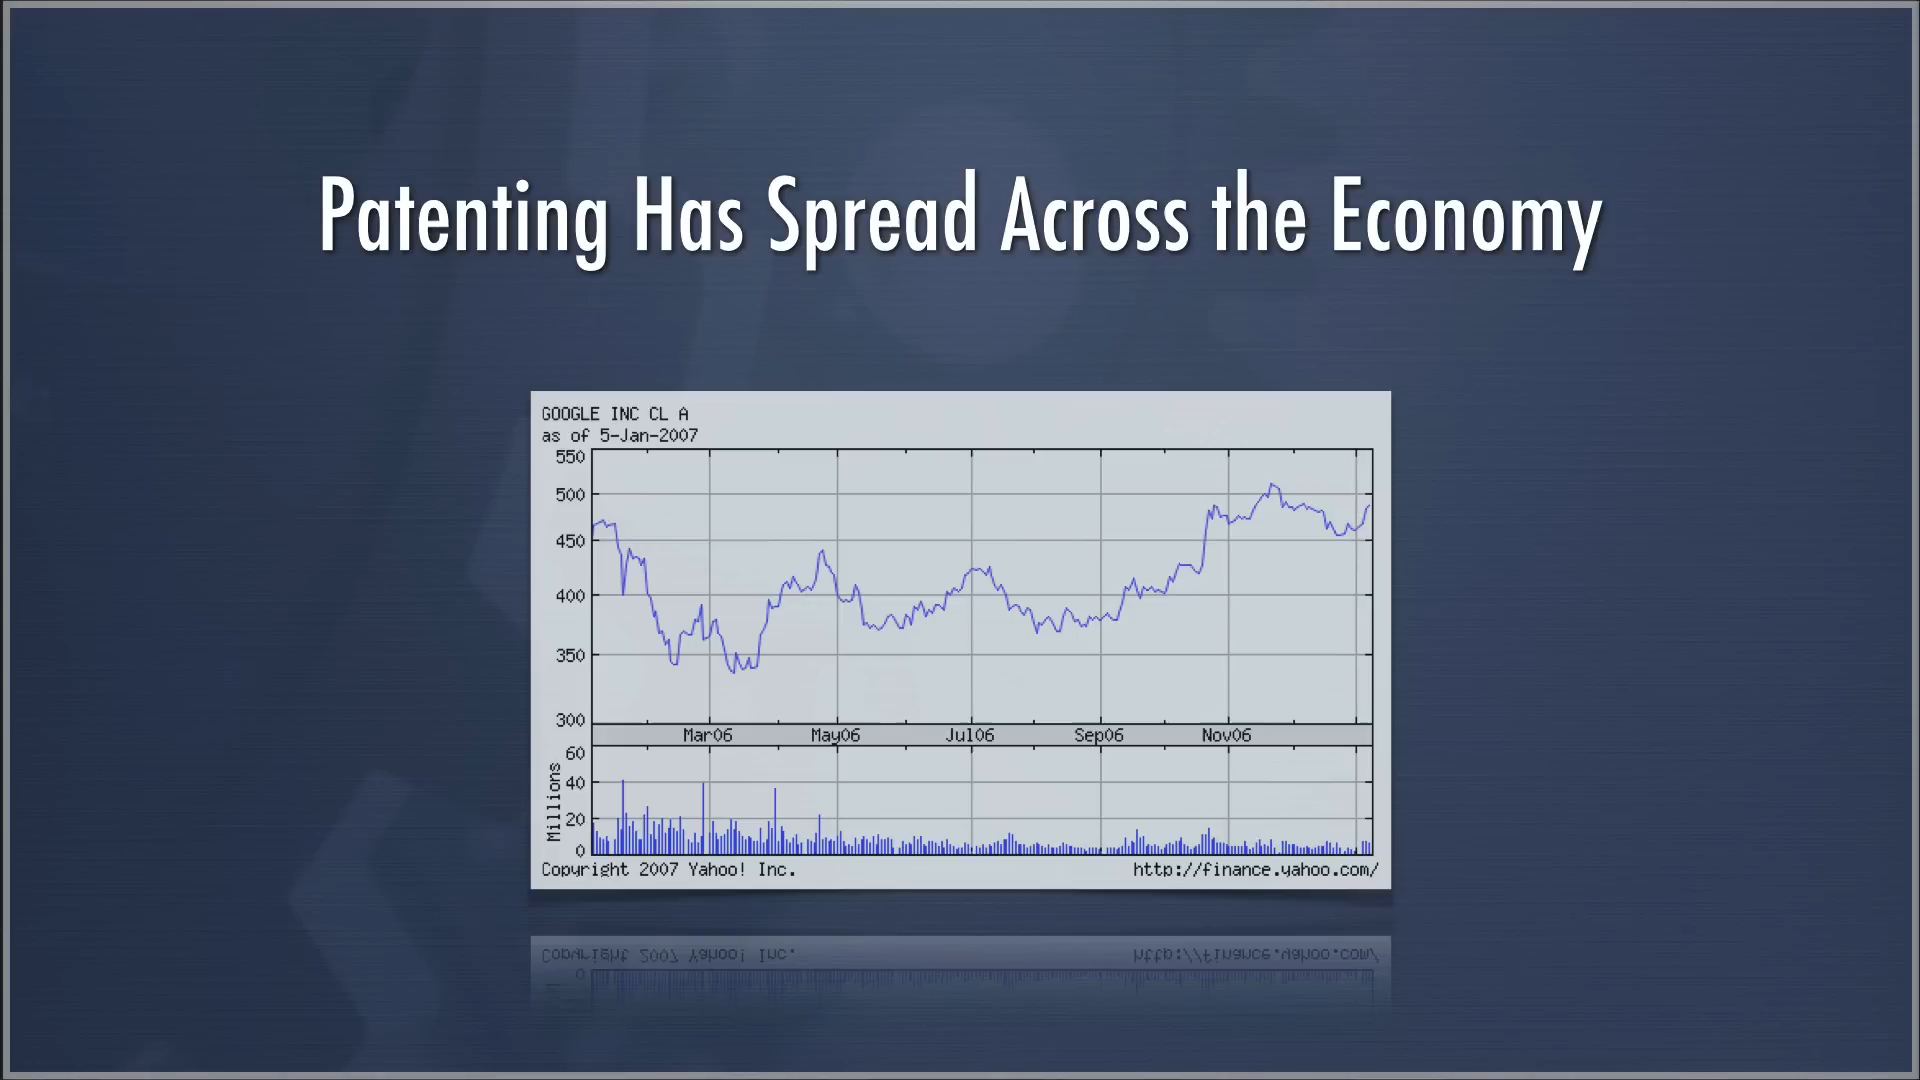 Patenting Has Spread Across the Economy
GOOGLE INC CL A
as of 5-Jan-2007
550
500
450
400
350
300
Mar06 May06 Jul06 Sep06 Nov06
60
40
20
0
Millions
Copyright 2007 Yahoo! Inc. http://finance.yahoo.com/